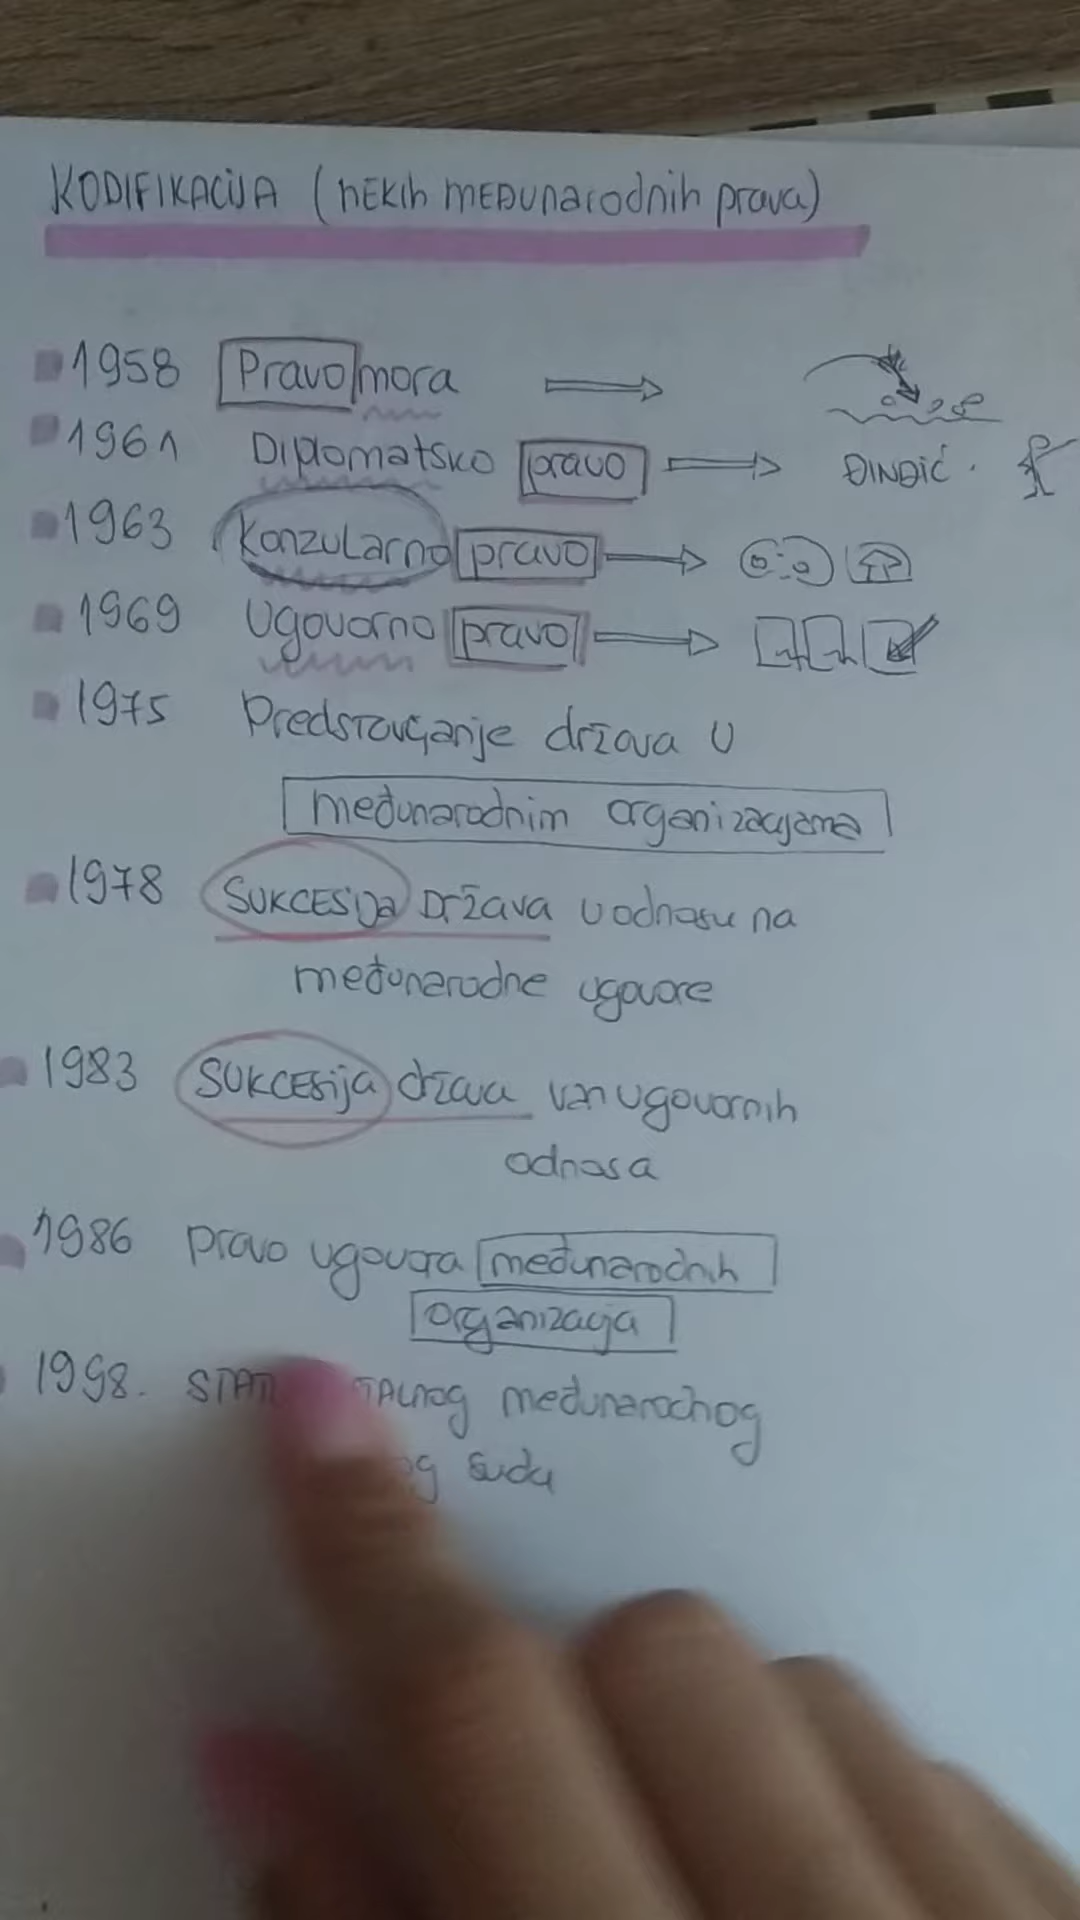 KODIFIKACIJA (nEKih mEĐunarodnih prava)
1958 Pravo mora
1961 Diplomatsko pravo ĐINĐIĆ.
1963 Konzularno pravo
1969 Ugovorno pravo
1975 Predstavljanje država U
međunarodnim organizacijama
1978 SUKCESija Država u odnosu na
međunarodne ugovore
1983 SUKCESija država van ugovornih
odnosa
1986 Pravo ugovora međunarodnih
organizacija
1998. međunarodnog
suda